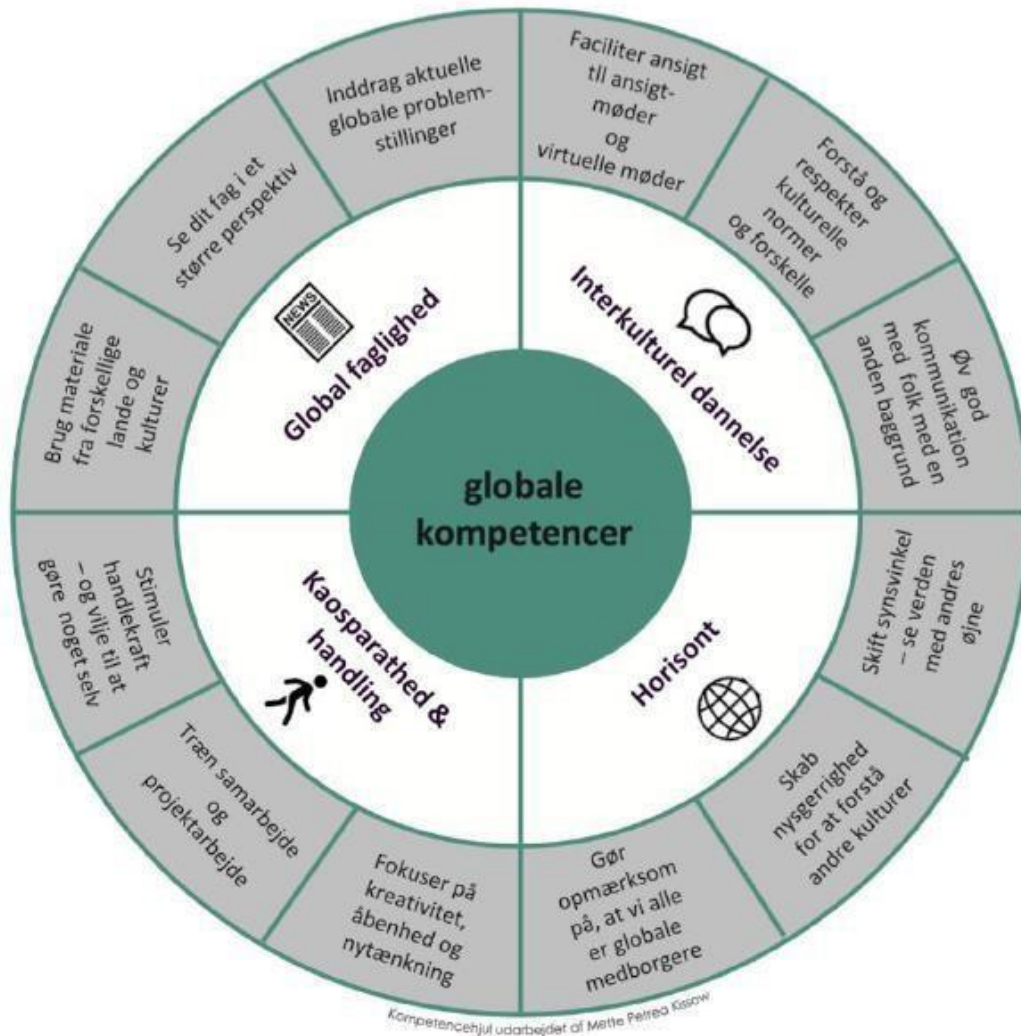 Inddrag aktuelle
globale problem-
stillinger
Faciliter ansigt
til ansigt-
møder
og
virtuelle møder
Forstå og
respekter
kulturelle
normer
og forskelle
Øv god
kommunikation
med folk med en
anden baggrund
Skift synsvinkel
– se verden
med andres
øjne
Skab
nysgerrighed
for at forstå
andre kulturer
Gør
opmærksom
på, at vi alle
er globale
medborgere
Fokuser på
kreativitet,
åbenhed og
nytænkning
Træn samarbejde
og
projektarbejde
Stimuler
handlekraft
– og vilje til at
gøre noget selv
Brug materiale
fra forskellige
lande og
kulturer
Se dit fag i et
større perspektiv
NEWS
Global faglighed
Interkulturel dannelse
Horisont
Kaosparathed &
handling
globale
kompetencer
Kompetencehjul udarbejdet af Mette Petrea Kissow